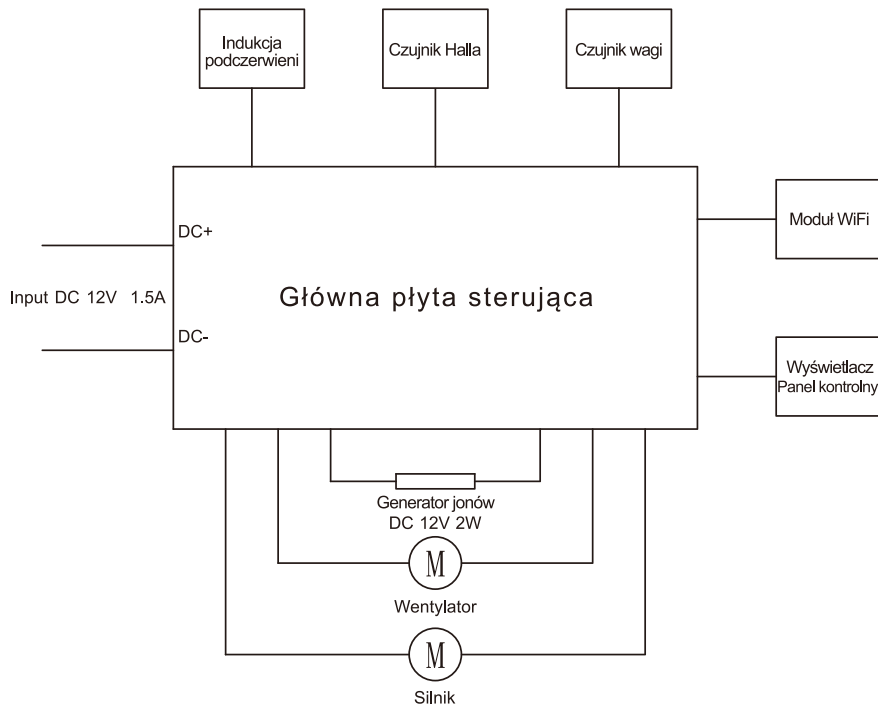 Indukcja
podczerwieni
Czujnik Halla
Czujnik wagi
Moduł WiFi
DC+
Input DC 12V 1.5A
Główna płyta sterująca
DC-
Wyświetlacz
Panel kontrolny
Generator jonów
DC 12V 2W
M
Wentylator
M
Silnik